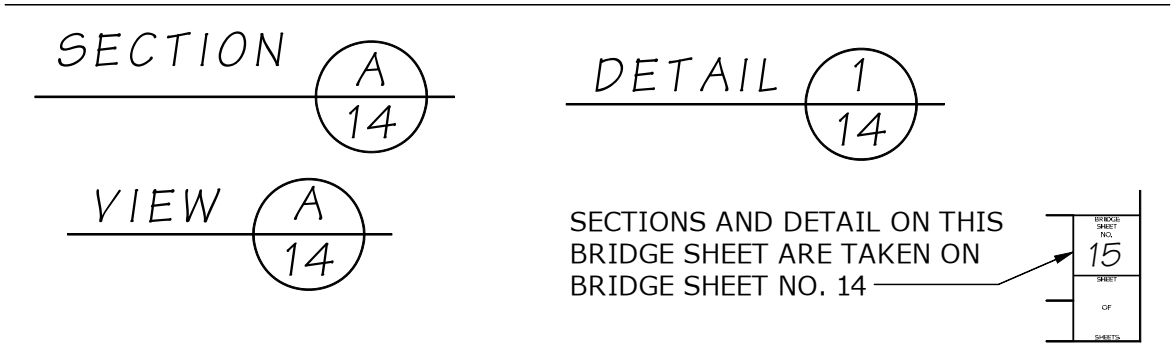 SECTION
A
14
DETAIL
1
14
VIEW
A
14
SECTIONS AND DETAIL ON THIS
BRIDGE SHEET ARE TAKEN ON
BRIDGE SHEET NO. 14
BRIDGE
SHEET
NO.
15
SHEET
OF
SHEETS